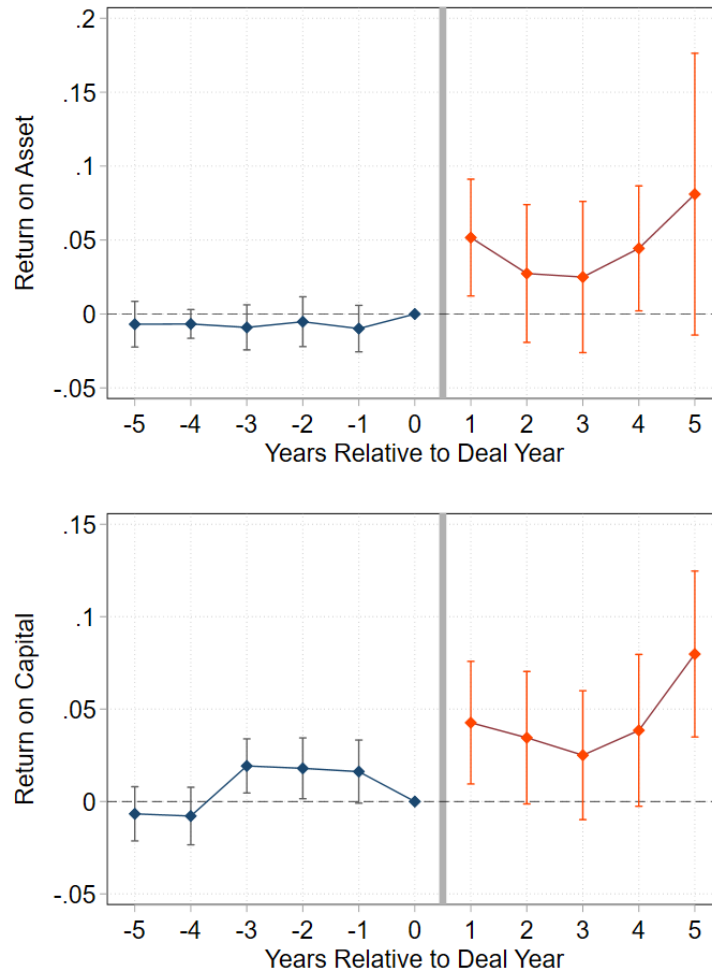 Return on Asset
.2
.15
.1
.05
0
-.05
-5 -4 -3 -2 -1 0 1 2 3 4 5
Years Relative to Deal Year
Return on Capital
.15
.1
.05
0
-.05
-5 -4 -3 -2 -1 0 1 2 3 4 5
Years Relative to Deal Year